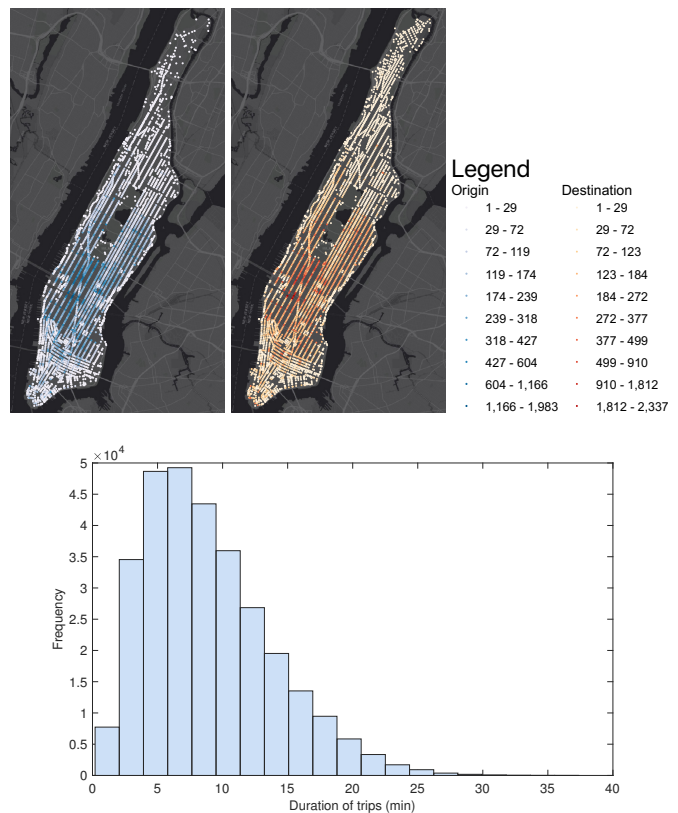 Legend
Origin Destination
1 - 29 1 - 29
29 - 72 29 - 72
72 - 119 72 - 123
119 - 174 123 - 184
174 - 239 184 - 272
239 - 318 272 - 377
318 - 427 377 - 499
427 - 604 499 - 910
604 - 1,166 910 - 1,812
1,166 - 1,983 1,812 - 2,337
×10⁴
5
4.5
4
3.5
3
2.5
2
1.5
1
0.5
0
Frequency
0 5 10 15 20 25 30 35 40
Duration of trips (min)